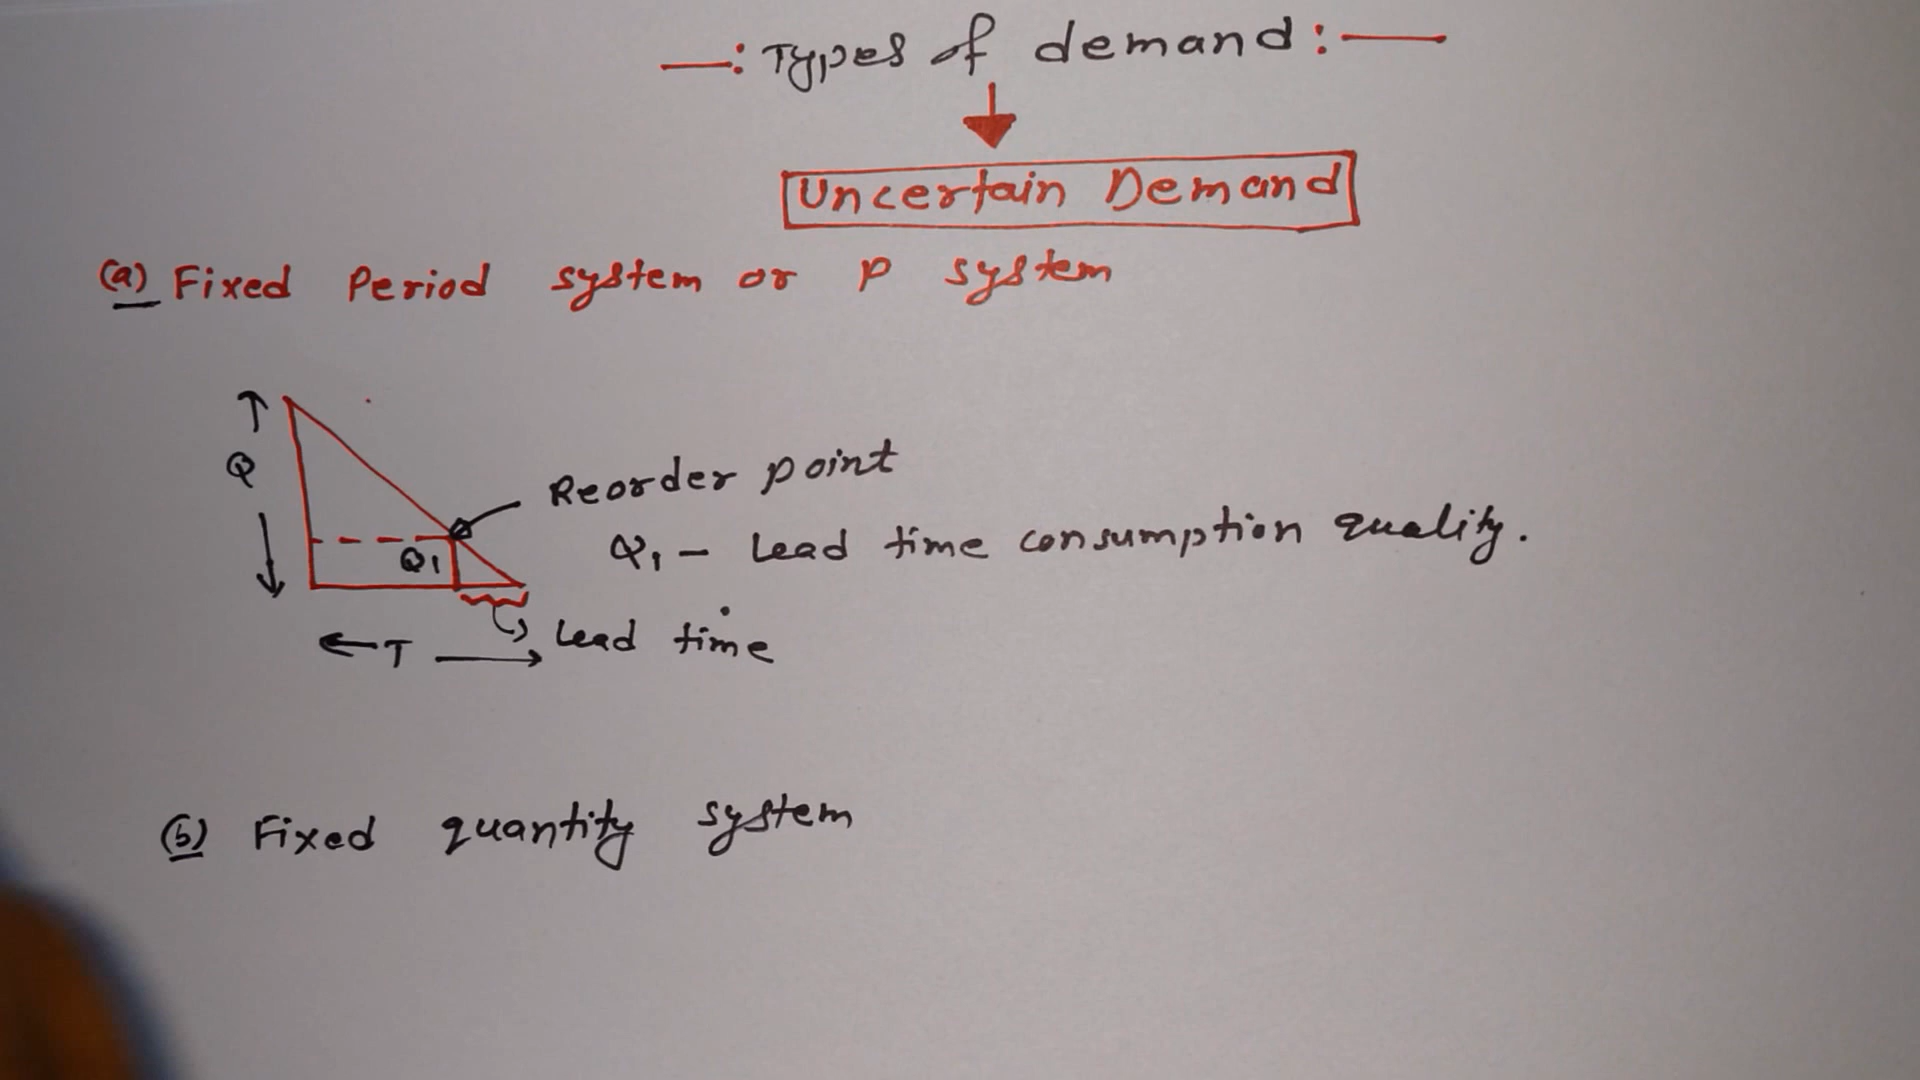 —: Types of demand :—
Uncertain Demand
(a) Fixed Period system or P system
Q
Reorder point
Q1
Q1 – Lead time consumption quality.
Lead time
T
(b) Fixed quantity system